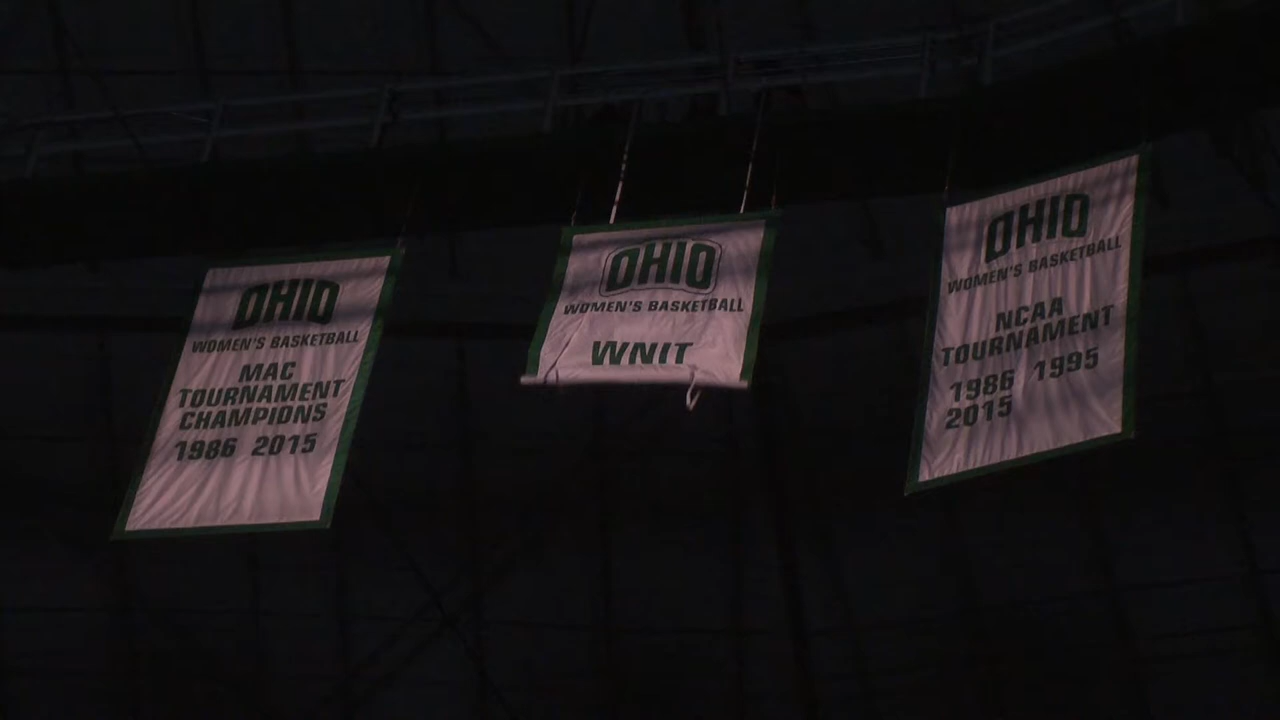 OHIO
WOMEN'S BASKETBALL
MAC
TOURNAMENT
CHAMPIONS
1986 2015
OHIO
WOMEN'S BASKETBALL
WNIT
OHIO
WOMEN'S BASKETBALL
NCAA
TOURNAMENT
1986 1995
2015